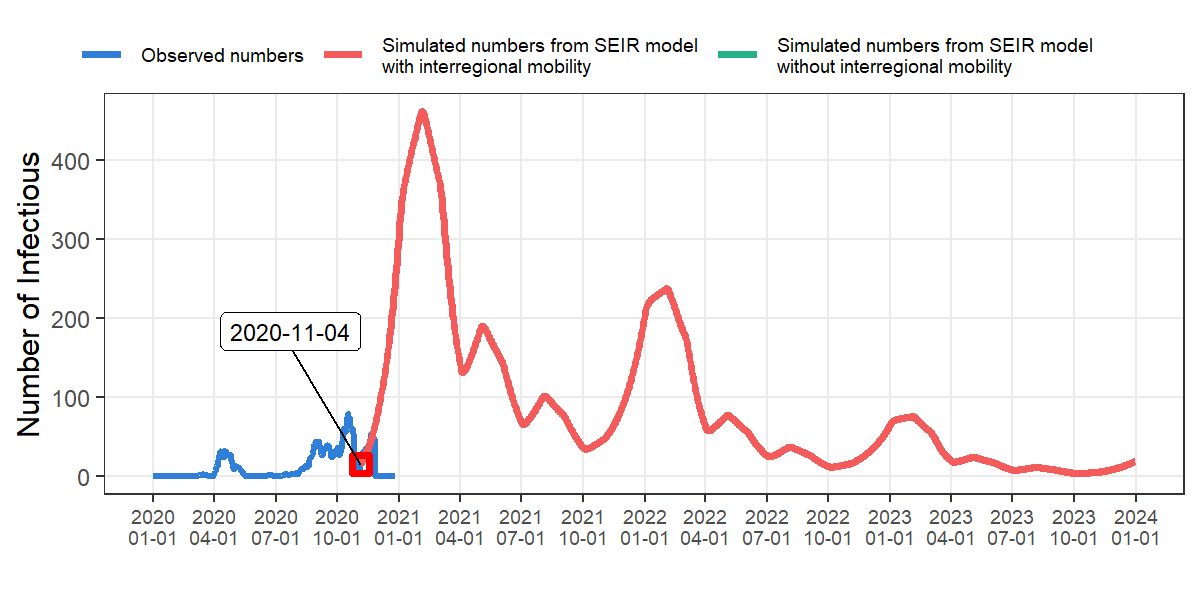 Observed numbers
Simulated numbers from SEIR model
with interregional mobility
Simulated numbers from SEIR model
without interregional mobility
Number of Infectious
400
300
200
100
0
2020-11-04
2020 2020 2020 2020 2021 2021 2021 2021 2022 2022 2022 2022 2023 2023 2023 2023 2024
01-01 04-01 07-01 10-01 01-01 04-01 07-01 10-01 01-01 04-01 07-01 10-01 01-01 04-01 07-01 10-01 01-01